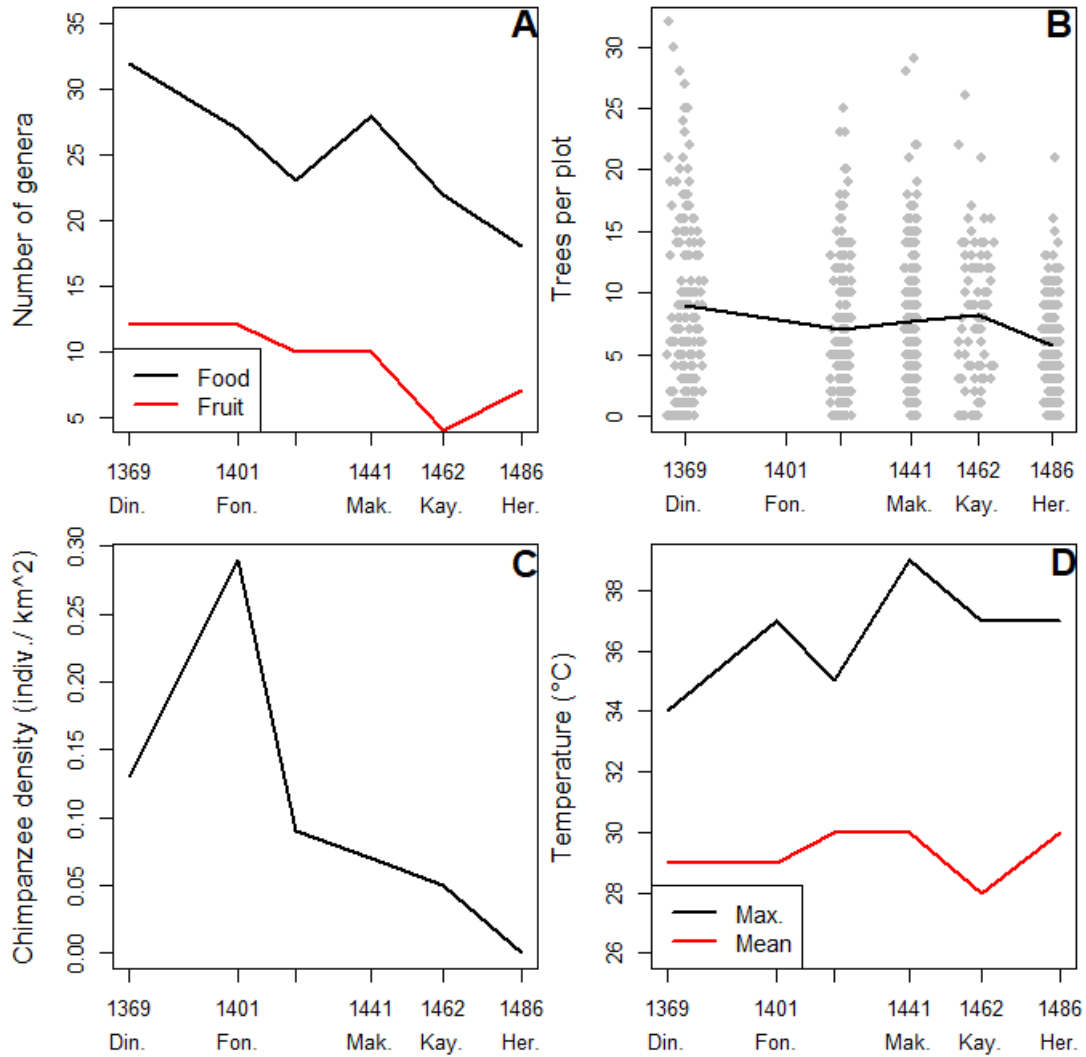 A
Number of genera
35
30
25
20
15
10
5
Food
Fruit
1369 1401 1441 1462 1486
Din. Fon. Mak. Kay. Her.
B
Trees per plot
30
25
20
15
10
5
0
1369 1401 1441 1462 1486
Din. Fon. Mak. Kay. Her.
C
Chimpanzee density (indiv./ km^2)
0.30
0.25
0.20
0.15
0.10
0.05
0.00
1369 1401 1441 1462 1486
Din. Fon. Mak. Kay. Her.
D
Temperature (°C)
38
36
34
32
30
28
26
Max.
Mean
1369 1401 1441 1462 1486
Din. Fon. Mak. Kay. Her.